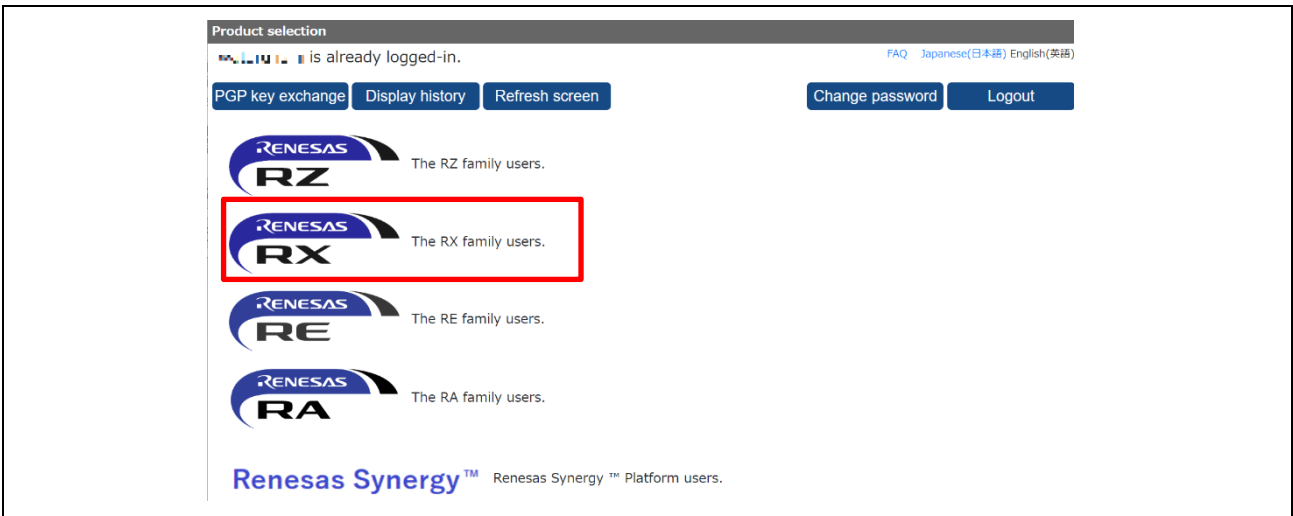 Product selection
is already logged-in.
FAQ Japanese(日本語) English(英語)
PGP key exchange Display history Refresh screen Change password Logout
RENESAS
RZ
The RZ family users.
RENESAS
RX
The RX family users.
RENESAS
RE
The RE family users.
RENESAS
RA
The RA family users.
Renesas Synergy™ Renesas Synergy ™ Platform users.